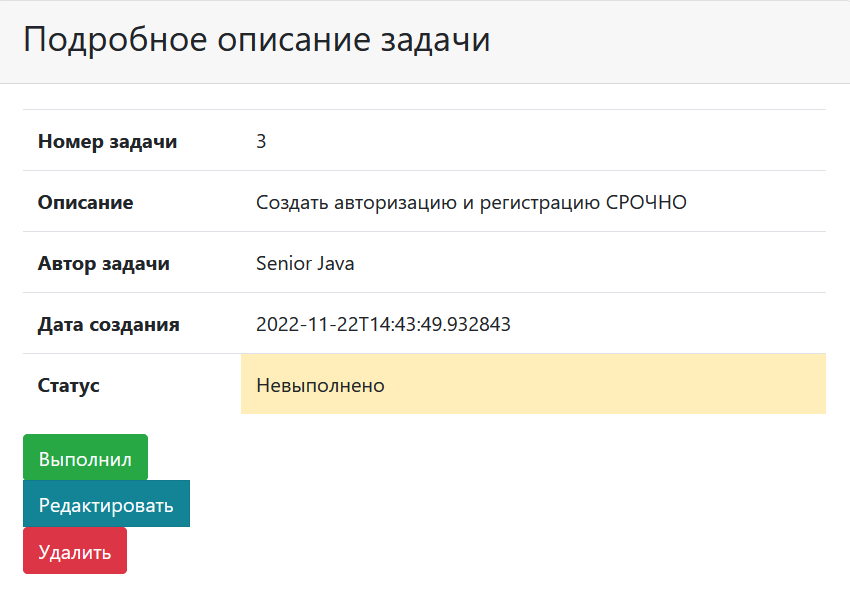 Подробное описание задачи
Номер задачи 3
Описание Создать авторизацию и регистрацию СРОЧНО
Автор задачи Senior Java
Дата создания 2022-11-22T14:43:49.932843
Статус Невыполнено
Выполнил
Редактировать
Удалить